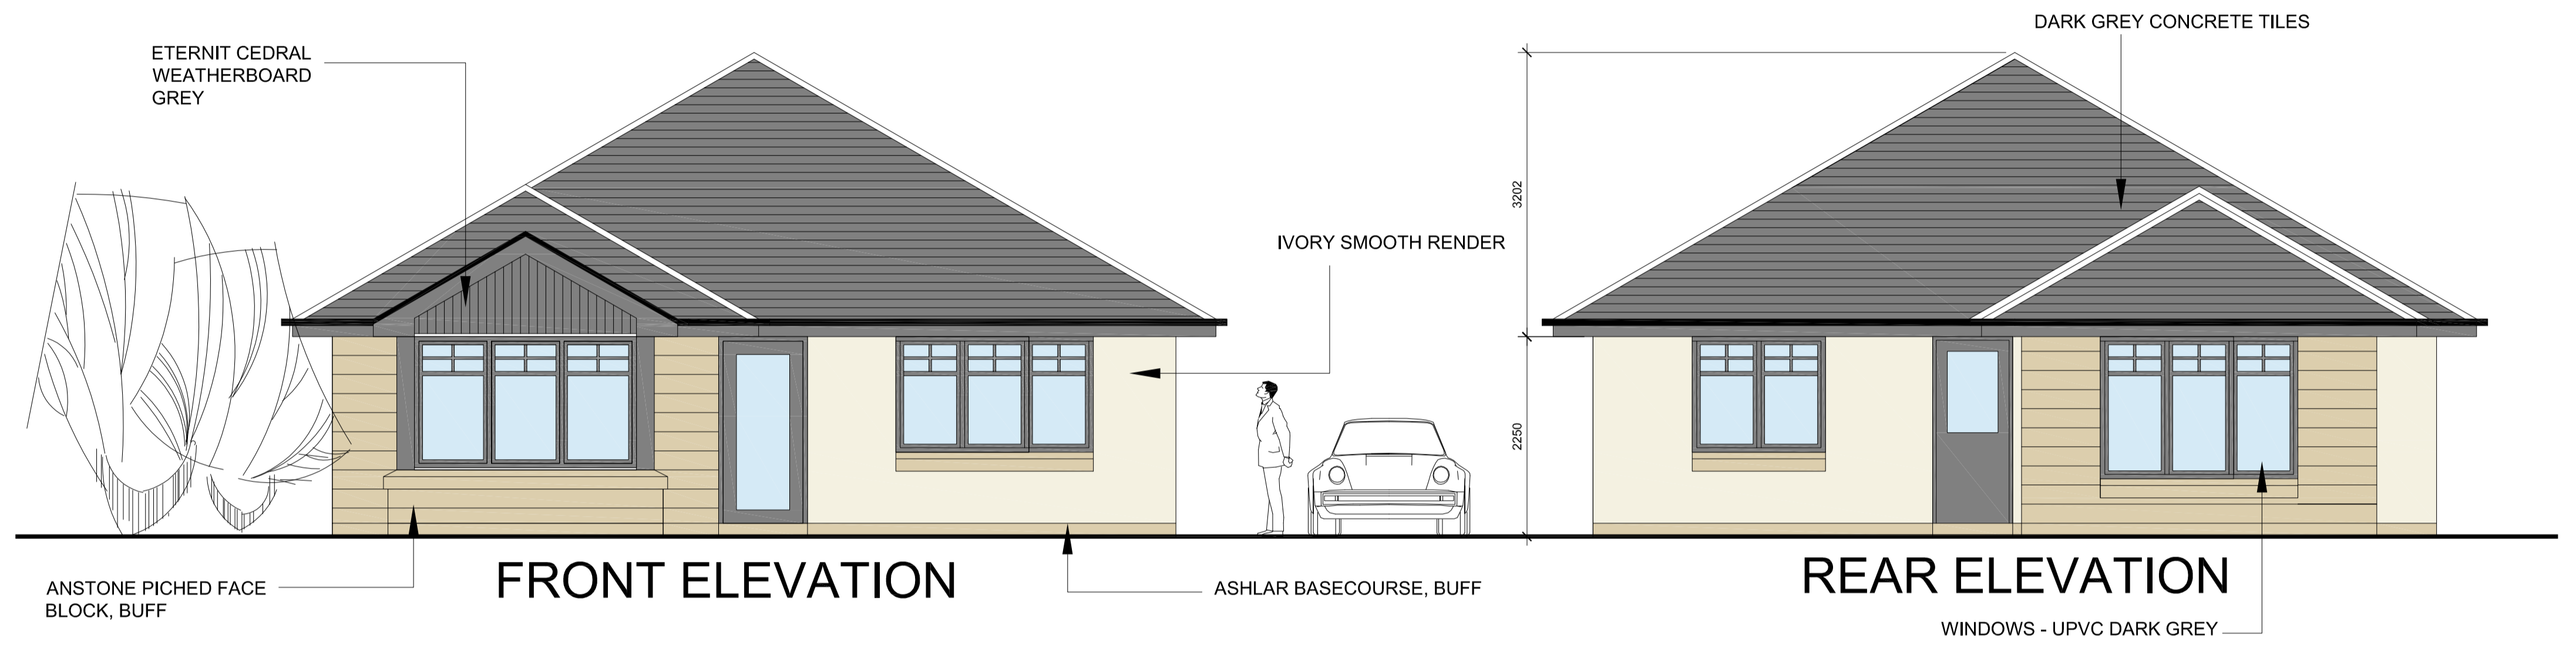 ETERNIT CEDRAL
WEATHERBOARD
GREY
DARK GREY CONCRETE TILES
3202
IVORY SMOOTH RENDER
2250
ANSTONE PICHED FACE
BLOCK, BUFF
FRONT ELEVATION
ASHLAR BASECOURSE, BUFF
REAR ELEVATION
WINDOWS - UPVC DARK GREY